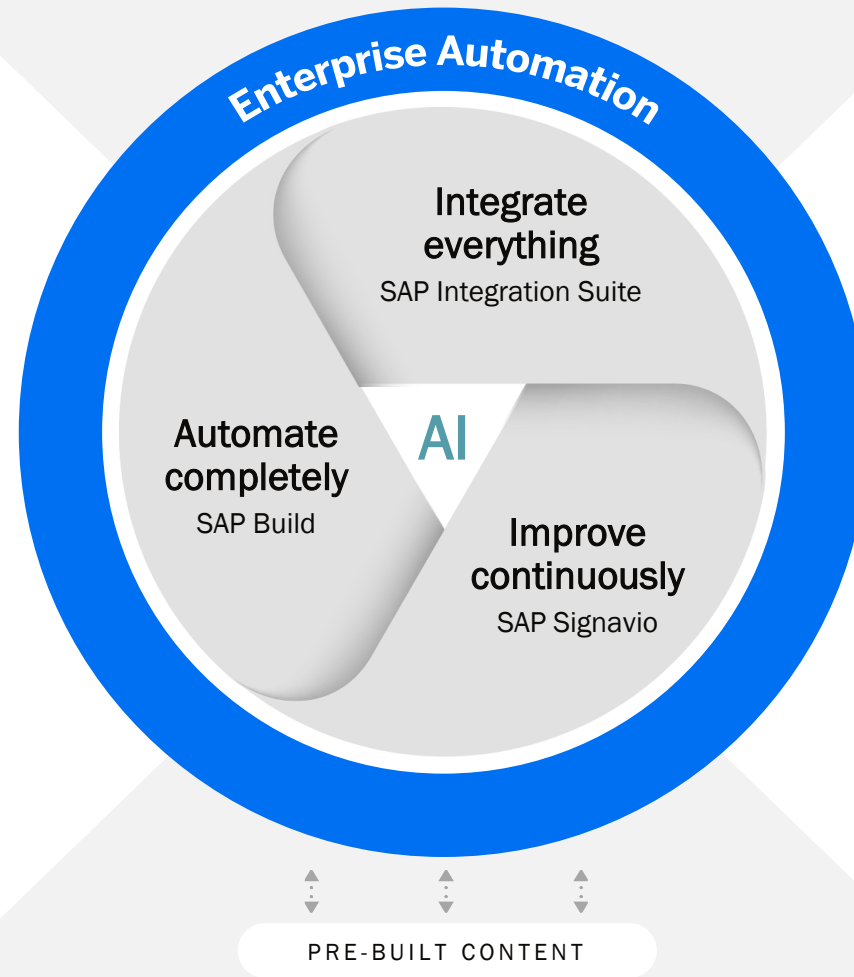 Enterprise Automation
Integrate
everything
SAP Integration Suite
Automate
completely
SAP Build
AI
Improve
continuously
SAP Signavio
PRE-BUILT CONTENT